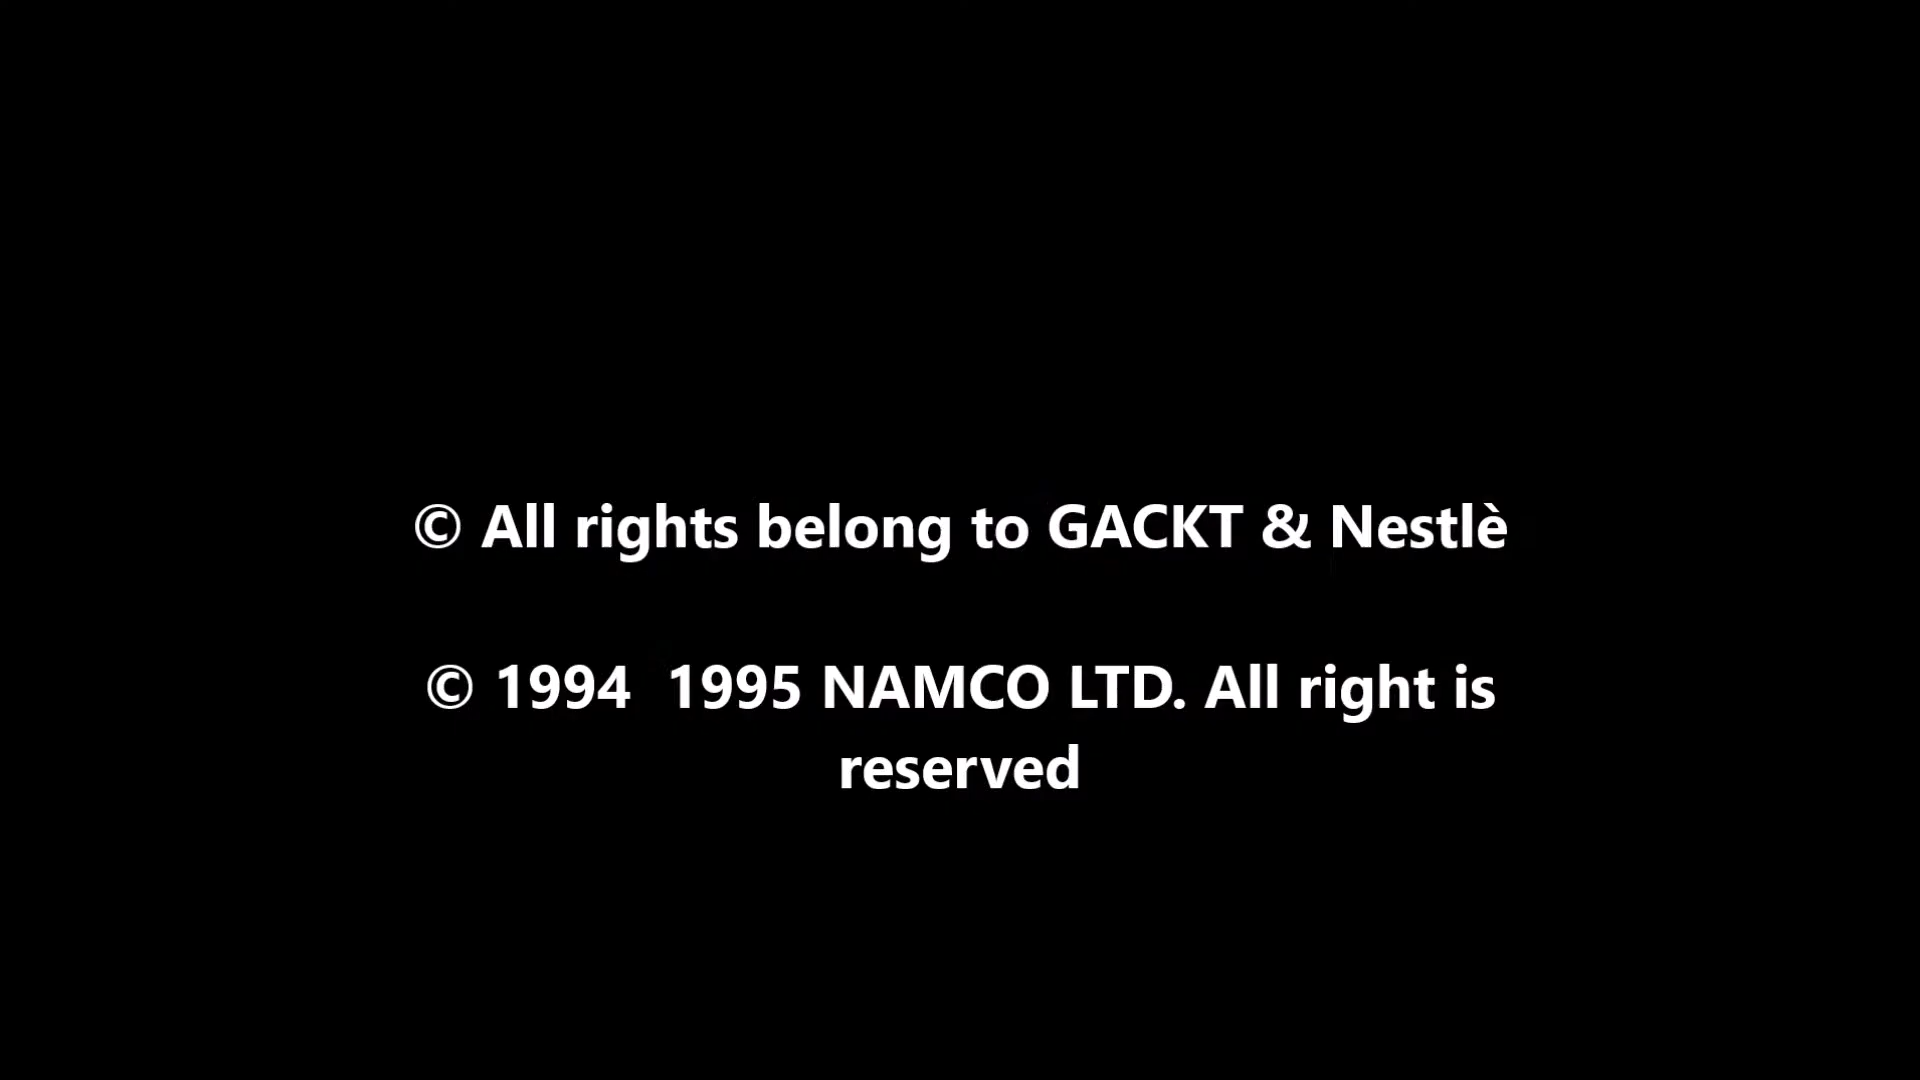 © All rights belong to GACKT & Nestlè
© 1994  1995 NAMCO LTD. All right is
reserved